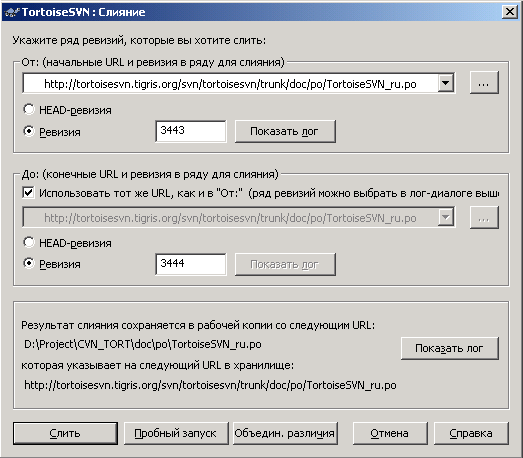 TortoiseSVN : Слияние
Укажите ряд ревизий, которые вы хотите слить:
От: (начальные URL и ревизия в ряду для слияния)
http://tortoisesvn.tigris.org/svn/tortoisesvn/trunk/doc/po/TortoiseSVN_ru.po
...
HEAD-ревизия
Ревизия 3443 Показать лог
До: (конечные URL и ревизия в ряду для слияния)
Использовать тот же URL, как и в "От:" (ряд ревизий можно выбрать в лог-диалоге выше
http://tortoisesvn.tigris.org/svn/tortoisesvn/trunk/doc/po/TortoiseSVN_ru.po
...
HEAD-ревизия
Ревизия 3444 Показать лог
Результат слияния сохраняется в рабочей копии со следующим URL:
D:\Project\CVN_TORT\doc\po\TortoiseSVN_ru.po
Показать лог
которая указывает на следующий URL в хранилище:
http://tortoisesvn.tigris.org/svn/tortoisesvn/trunk/doc/po/TortoiseSVN_ru.po
Слить Пробный запуск Объедин. различия Отмена Справка